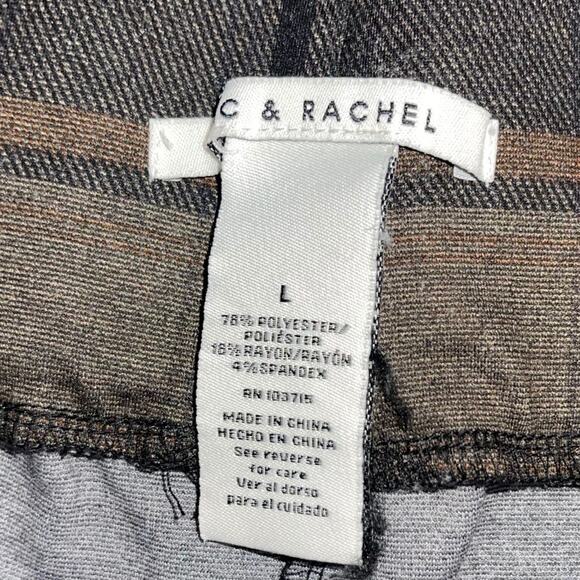 C & RACHEL
L
78% POLYESTER/
POLIÉSTER
18% RAYON/RAYÓN
4% SPANDEX
RN 103715
MADE IN CHINA
HECHO EN CHINA
See reverse
for care
Ver al dorso
para el cuidado